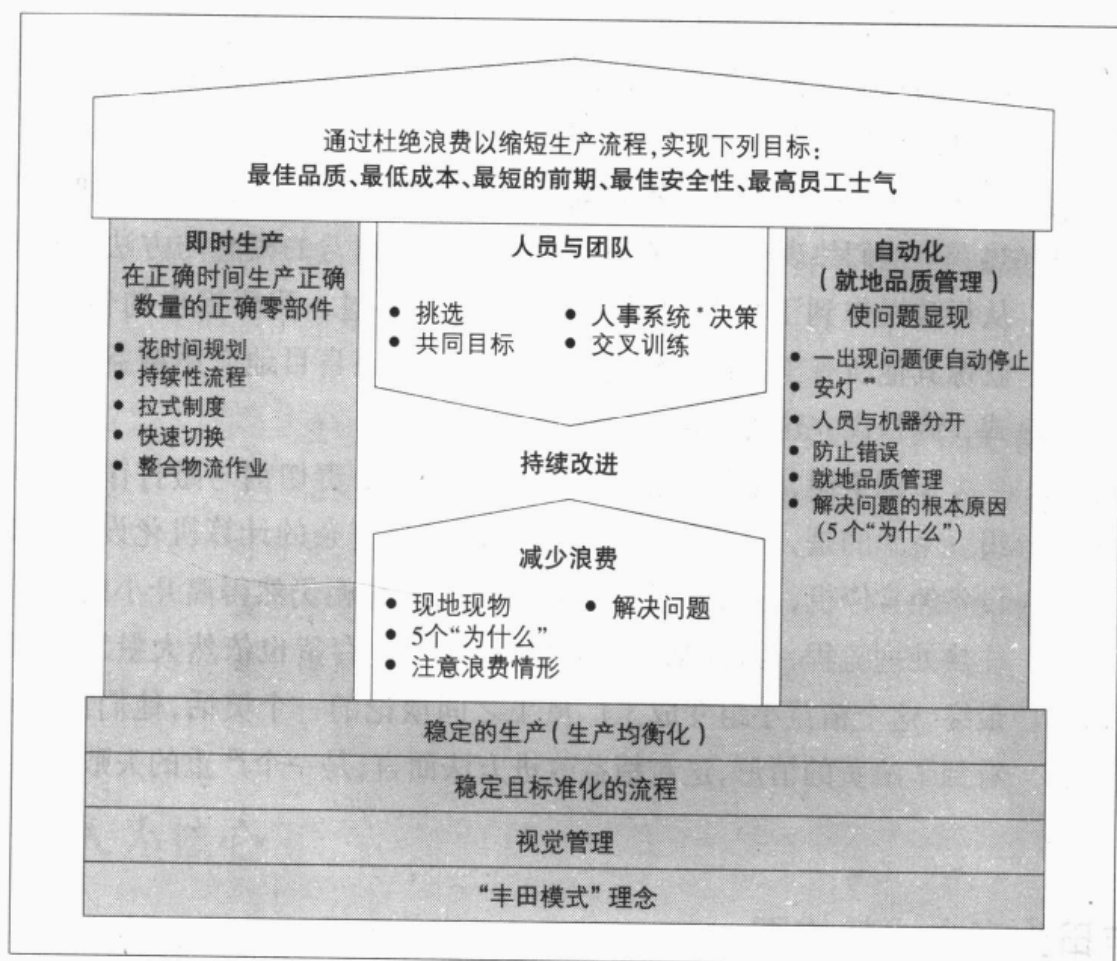 通过杜绝浪费以缩短生产流程,实现下列目标:
最佳品质、最低成本、最短的前期、最佳安全性、最高员工士气
即时生产
在正确时间生产正确
数量的正确零部件
● 花时间规划
● 持续性流程
● 拉式制度
● 快速切换
● 整合物流作业
人员与团队
● 挑选
● 人事系统*决策
● 共同目标
● 交叉训练
持续改进
减少浪费
● 现地现物
● 解决问题
● 5个“为什么”
● 注意浪费情形
自动化
(就地品质管理)
使问题显现
● 一出现问题便自动停止
● 安灯**
● 人员与机器分开
● 防止错误
● 就地品质管理
● 解决问题的根本原因
(5个“为什么”)
稳定的生产(生产均衡化)
稳定且标准化的流程
视觉管理
“丰田模式”理念